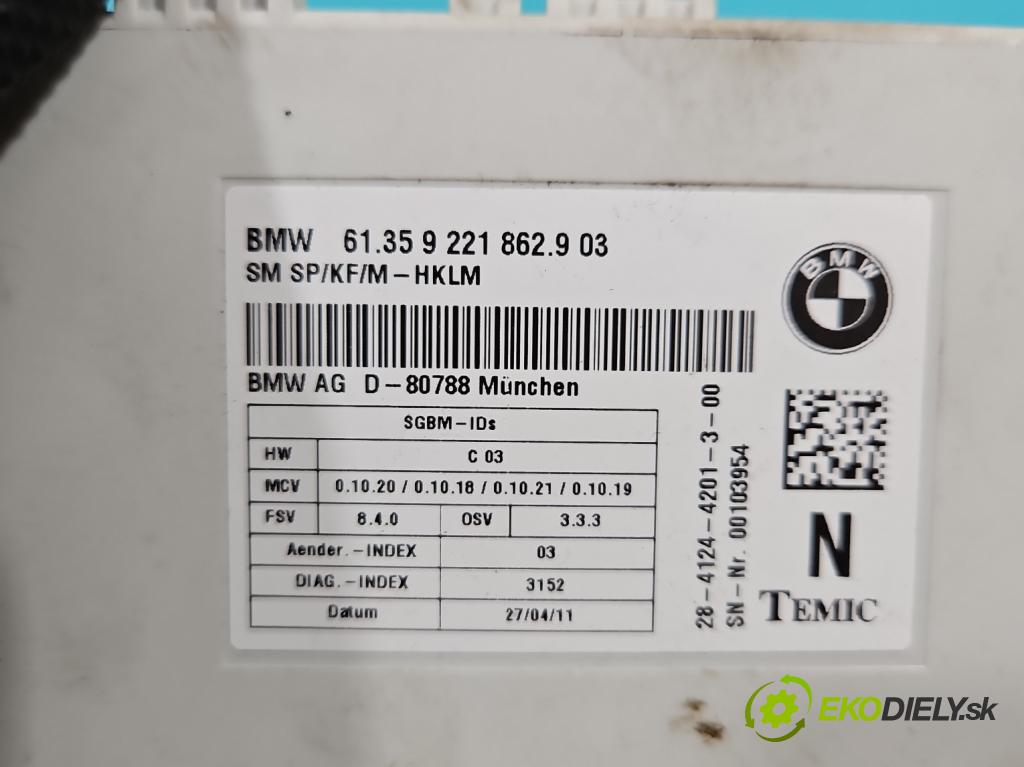 BMW 61.35 9 221 862.9 03
SM SP/KF/M-HKLM
BMW
BMW AG D-80788 München
SGBM-IDs
HW C 03
MCV 0.10.20 / 0.10.18 / 0.10.21 / 0.10.19
FSV 8.4.0 OSV 3.3.3
Aender.-INDEX 03
DIAG.-INDEX 3152
Datum 27/04/11
28-4124-4201-3-00
SN-Nr. 00103954
N
TEMIC
EKODIELY.sk